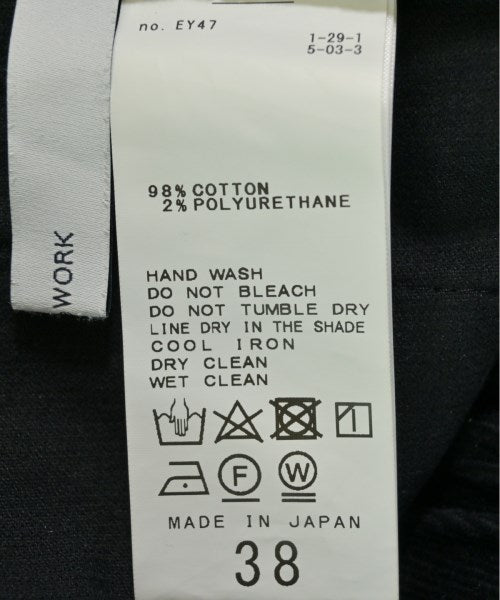 no. EY47
1-29-1
5-03-3
98% COTTON
2% POLYURETHANE
HAND WASH
DO NOT BLEACH
DO NOT TUMBLE DRY
LINE DRY IN THE SHADE
COOL IRON
DRY CLEAN
WET CLEAN
F
W
MADE IN JAPAN
38
WORK